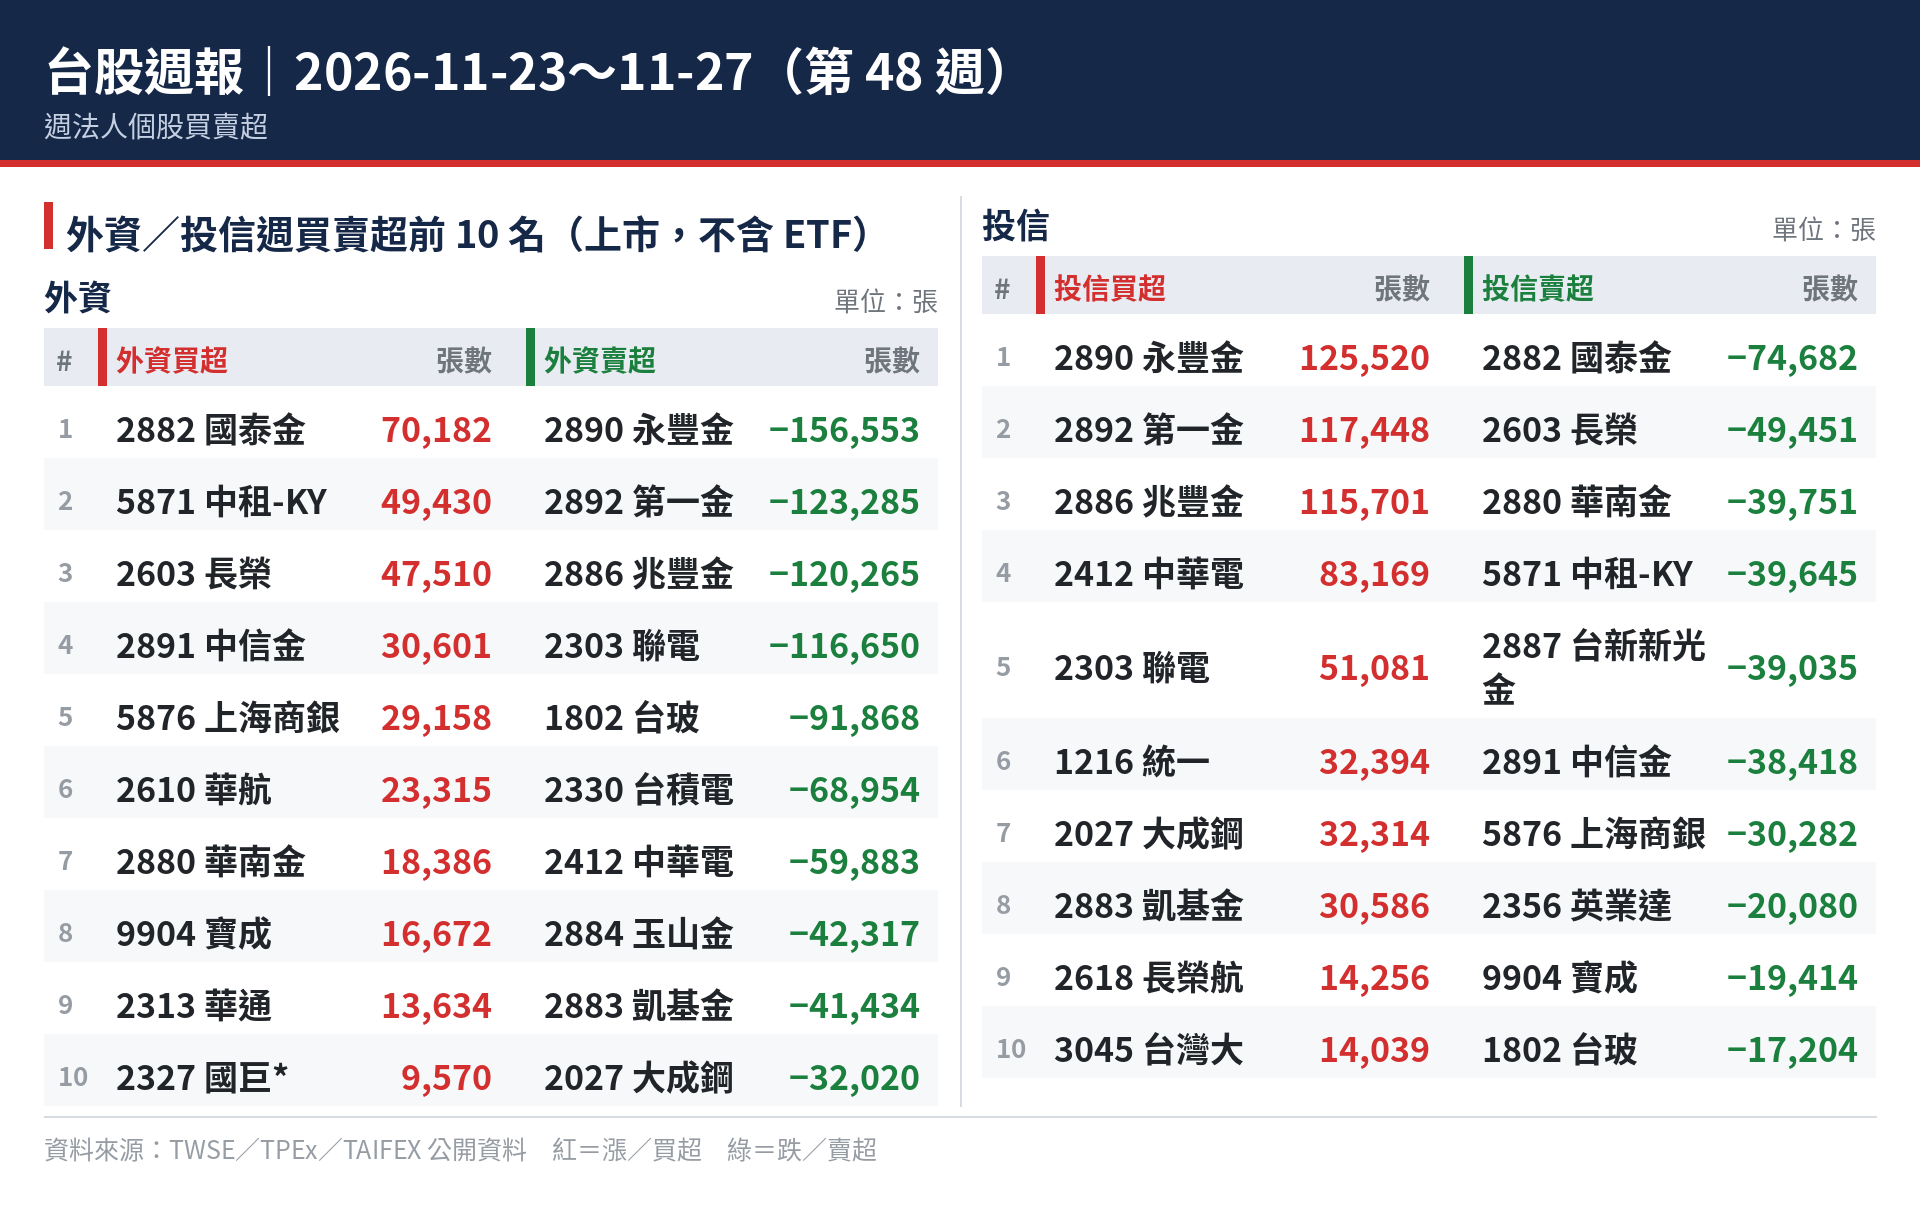 台股週報｜2026-11-23～11-27（第 48 週）
週法人個股買賣超
外資／投信週買賣超前 10 名（上市，不含 ETF）
外資 單位：張
# 外資買超 張數 外資賣超 張數
1 2882 國泰金 70,182 2890 永豐金 −156,553
2 5871 中租-KY 49,430 2892 第一金 −123,285
3 2603 長榮 47,510 2886 兆豐金 −120,265
4 2891 中信金 30,601 2303 聯電 −116,650
5 5876 上海商銀 29,158 1802 台玻 −91,868
6 2610 華航 23,315 2330 台積電 −68,954
7 2880 華南金 18,386 2412 中華電 −59,883
8 9904 寶成 16,672 2884 玉山金 −42,317
9 2313 華通 13,634 2883 凱基金 −41,434
10 2327 國巨* 9,570 2027 大成鋼 −32,020
投信 單位：張
# 投信買超 張數 投信賣超 張數
1 2890 永豐金 125,520 2882 國泰金 −74,682
2 2892 第一金 117,448 2603 長榮 −49,451
3 2886 兆豐金 115,701 2880 華南金 −39,751
4 2412 中華電 83,169 5871 中租-KY −39,645
5 2303 聯電 51,081 2887 台新新光 −39,035
金
6 1216 統一 32,394 2891 中信金 −38,418
7 2027 大成鋼 32,314 5876 上海商銀 −30,282
8 2883 凱基金 30,586 2356 英業達 −20,080
9 2618 長榮航 14,256 9904 寶成 −19,414
10 3045 台灣大 14,039 1802 台玻 −17,204
資料來源：TWSE／TPEx／TAIFEX 公開資料　紅＝漲／買超　綠＝跌／賣超